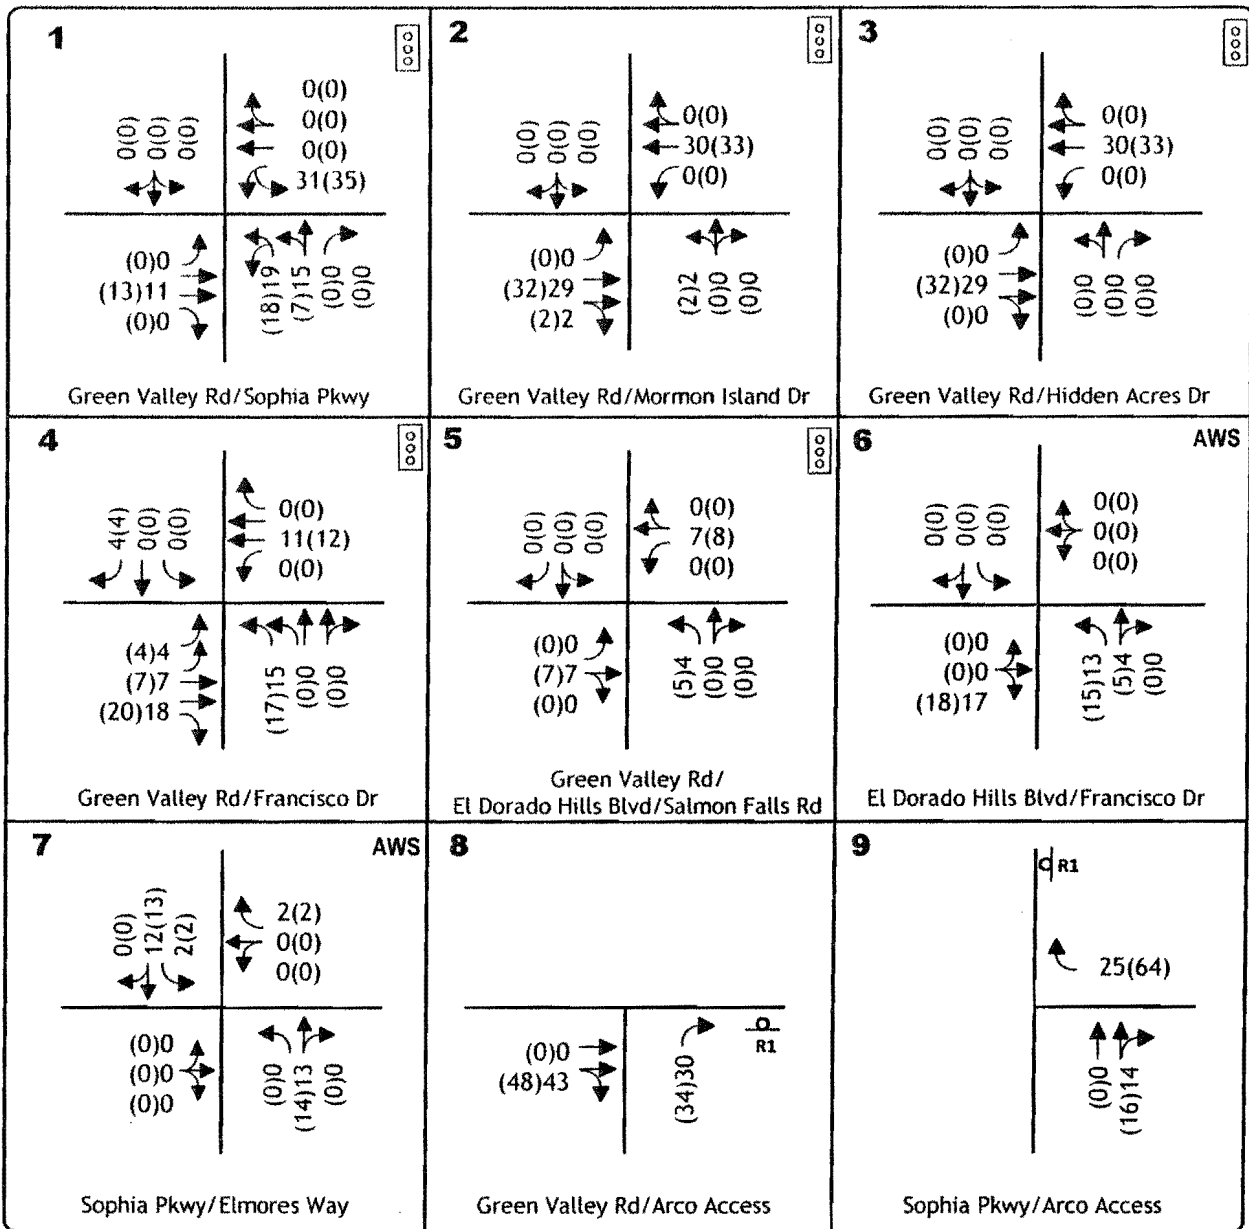 1
0(0) 0(0) 0(0)
0(0)
0(0)
0(0)
31(35)
(0)0
(13)11
(0)0
(18)19 (7)15 (0)0 (0)0
Green Valley Rd/Sophia Pkwy
2
0(0) 0(0) 0(0)
0(0)
30(33)
0(0)
(0)0
(32)29
(2)2
(2)2 (0)0 (0)0
Green Valley Rd/Mormon Island Dr
3
0(0) 0(0) 0(0)
0(0)
30(33)
0(0)
(0)0
(32)29
(0)0
(0)0 (0)0 (0)0
Green Valley Rd/Hidden Acres Dr
4
4(4) 0(0) 0(0)
0(0)
11(12)
0(0)
(4)4
(7)7
(20)18
(17)15 (0)0 (0)0
Green Valley Rd/Francisco Dr
5
0(0) 0(0) 0(0)
0(0)
7(8)
0(0)
(0)0
(7)7
(0)0
(5)4 (0)0 (0)0
Green Valley Rd/
El Dorado Hills Blvd/Salmon Falls Rd
6
AWS
0(0) 0(0) 0(0)
0(0)
0(0)
0(0)
(0)0
(0)0
(18)17
(15)13 (5)4 (0)0
El Dorado Hills Blvd/Francisco Dr
7
AWS
0(0) 12(13) 2(2)
2(2)
0(0)
0(0)
(0)0
(0)0
(0)0
(0)0 (14)13 (0)0
Sophia Pkwy/Elmores Way
8
(0)0
(48)43
(34)30
R1
Green Valley Rd/Arco Access
9
R1
25(64)
(0)0 (16)14
Sophia Pkwy/Arco Access